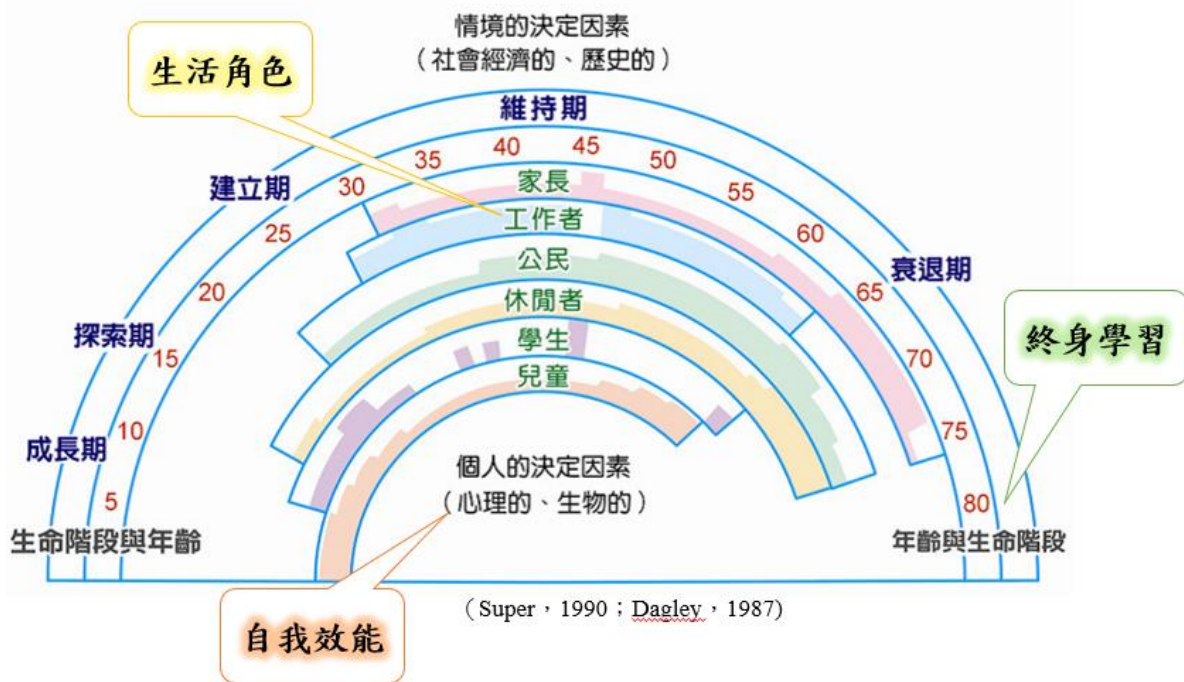 情境的決定因素
（社會經濟的、歷史的）
生活角色
維持期
建立期
探索期
成長期
衰退期
5
10
15
20
25
30
35
40
45
50
55
60
65
70
75
80
家長
工作者
公民
休閒者
學生
兒童
終身學習
個人的決定因素
（心理的、生物的）
生命階段與年齡
年齡與生命階段
自我效能
（Super，1990；Dagley，1987)